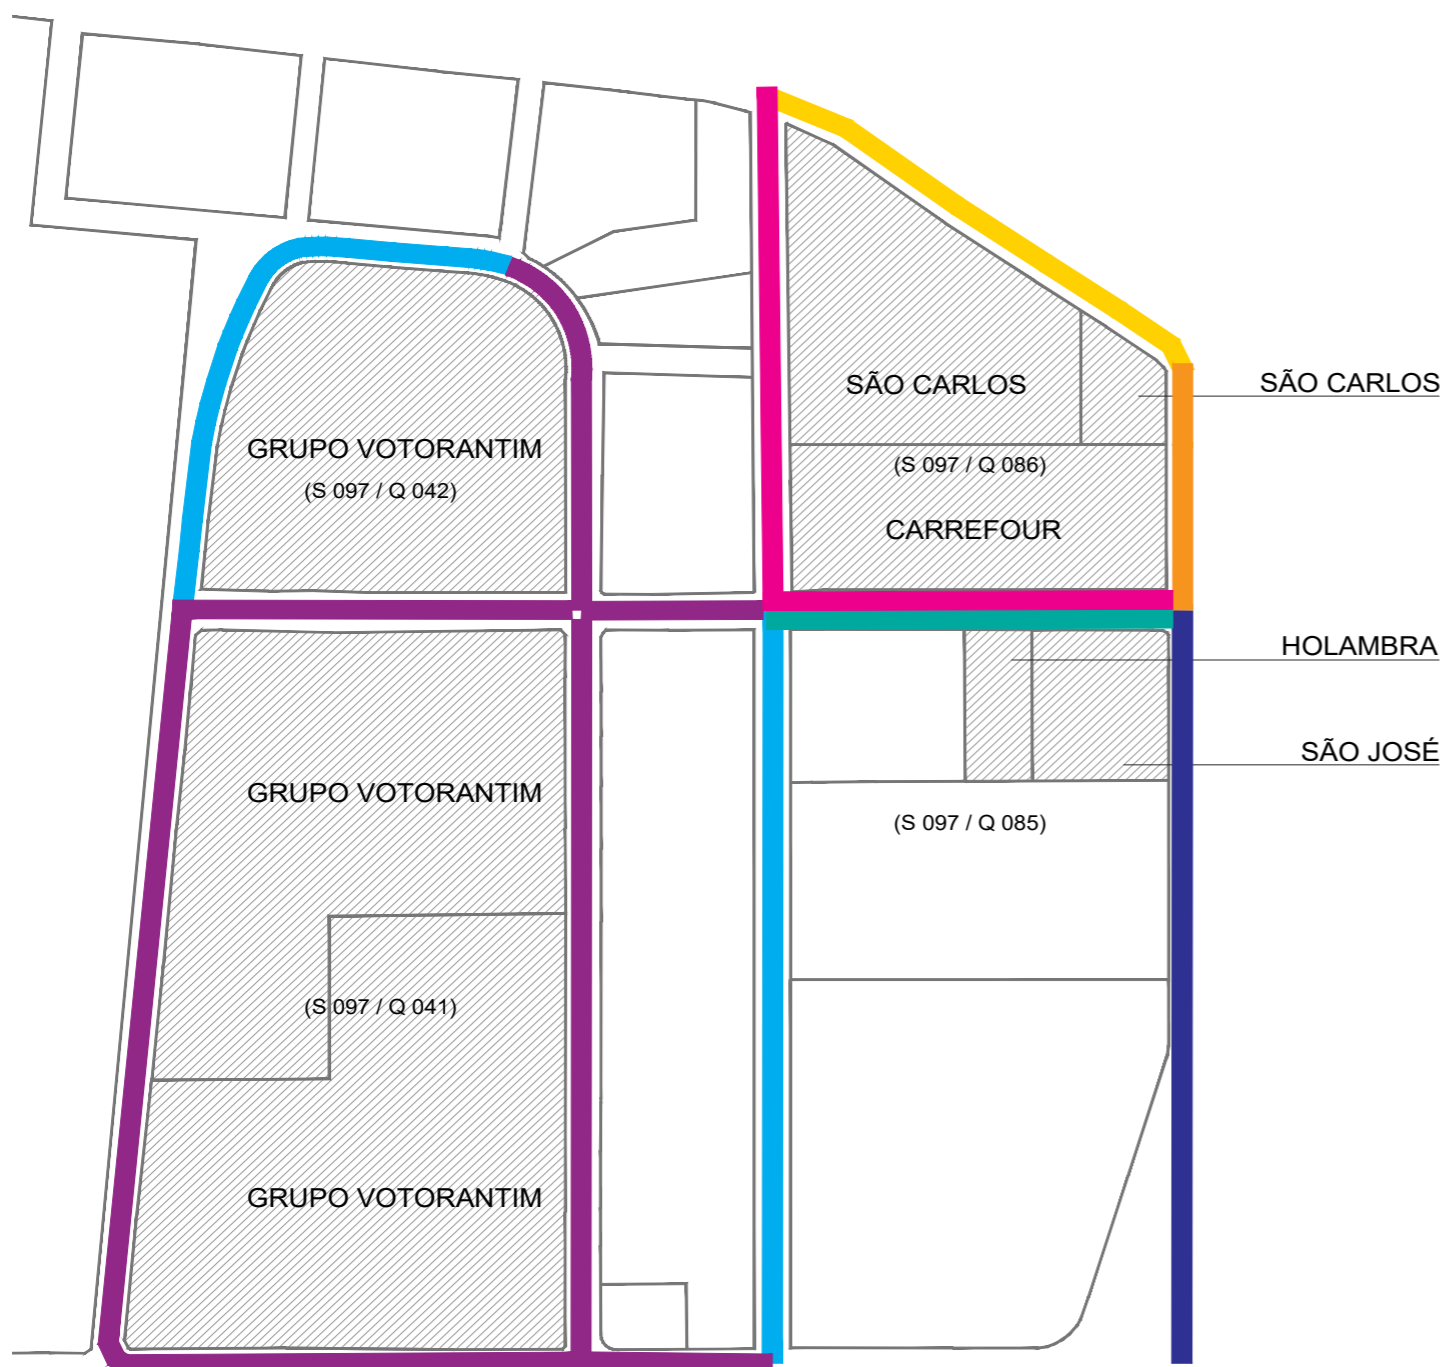 SÃO CARLOS
SÃO CARLOS
GRUPO VOTORANTIM
(S 097 / Q 042)
(S 097 / Q 086)
CARREFOUR
HOLAMBRA
SÃO JOSÉ
GRUPO VOTORANTIM
(S 097 / Q 085)
(S 097 / Q 041)
GRUPO VOTORANTIM